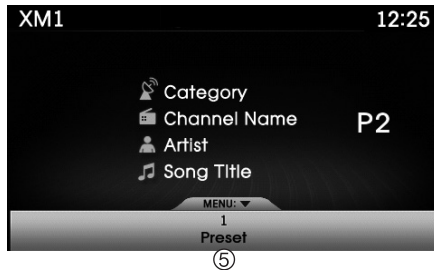 XM1 12:25
Category
Channel Name P2
Artist
Song Title
MENU: ▼
1
Preset
⑤